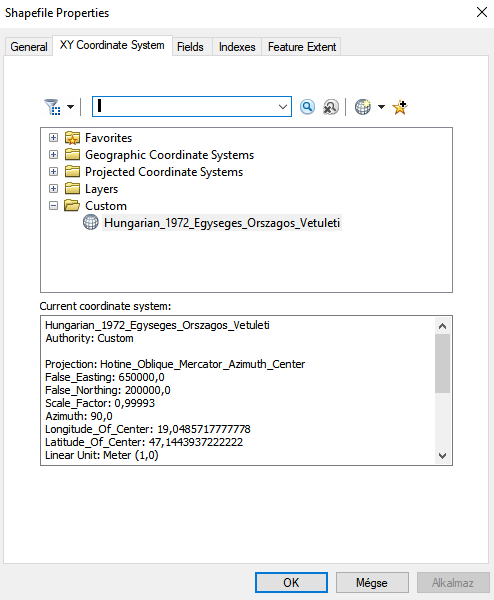 Shapefile Properties
General
XY Coordinate System
Fields
Indexes
Feature Extent
Favorites
Geographic Coordinate Systems
Projected Coordinate Systems
Layers
Custom
Hungarian_1972_Egyseges_Orszagos_Vetuleti
Current coordinate system:
Hungarian_1972_Egyseges_Orszagos_Vetuleti
Authority: Custom
Projection: Hotine_Oblique_Mercator_Azimuth_Center
False_Easting: 650000,0
False_Northing: 200000,0
Scale_Factor: 0,99993
Azimuth: 90,0
Longitude_Of_Center: 19,0485717777778
Latitude_Of_Center: 47,1443937222222
Linear Unit: Meter (1,0)
OK
Mégse
Alkalmaz